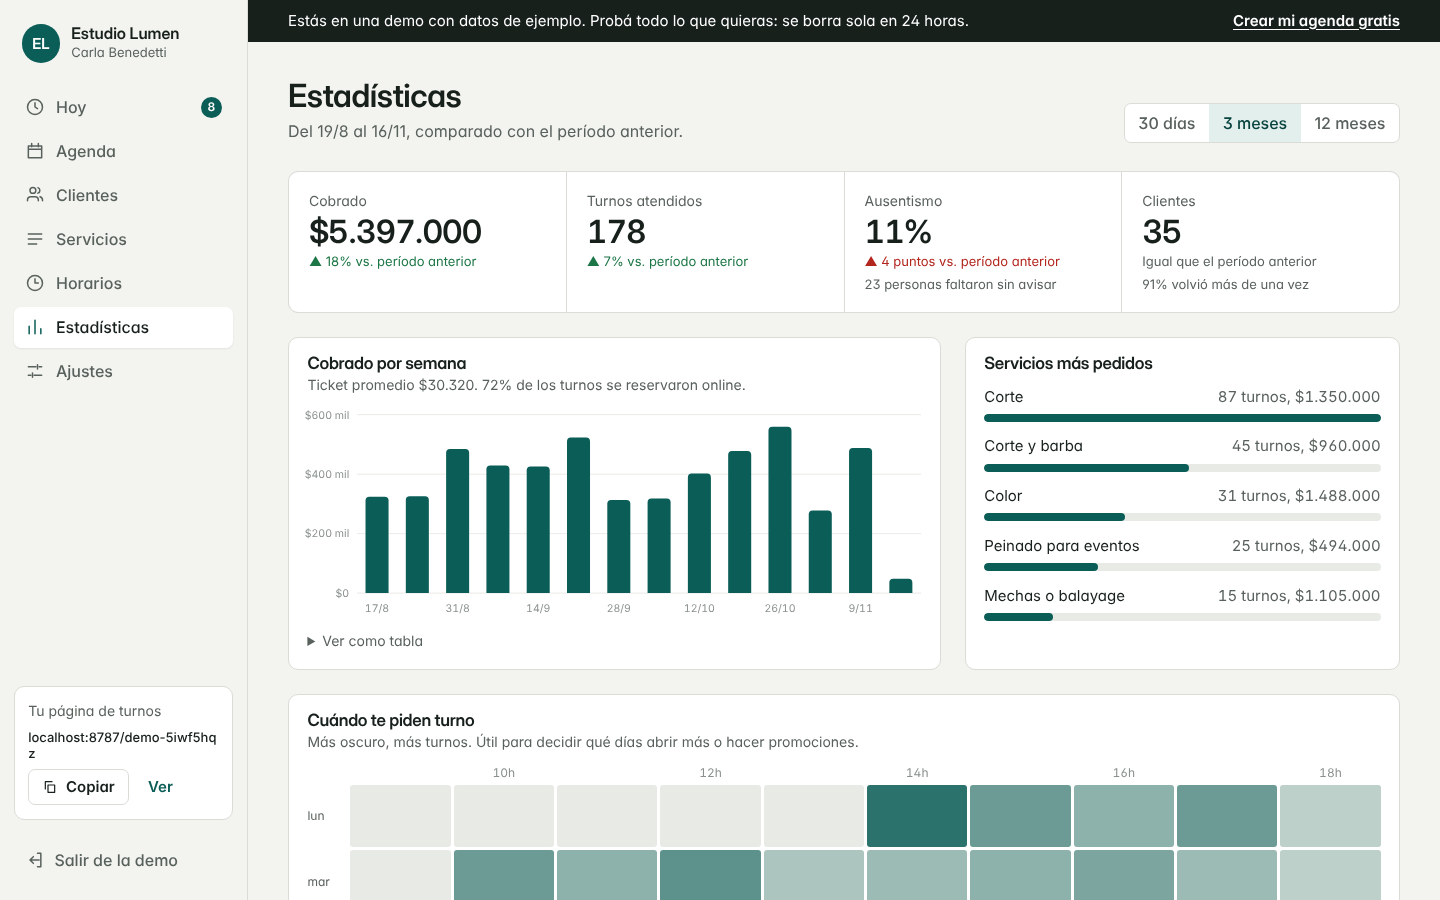 EL
Estudio Lumen
Carla Benedetti
Hoy
8
Agenda
Clientes
Servicios
Horarios
Estadísticas
Ajustes
Tu página de turnos
localhost:8787/demo-5iwf5hq
z
Copiar
Ver
Salir de la demo
Estás en una demo con datos de ejemplo. Probá todo lo que quieras: se borra sola en 24 horas.
Crear mi agenda gratis
Estadísticas
Del 19/8 al 16/11, comparado con el período anterior.
30 días
3 meses
12 meses
Cobrado
$5.397.000
▲ 18% vs. período anterior
Turnos atendidos
178
▲ 7% vs. período anterior
Ausentismo
11%
▲ 4 puntos vs. período anterior
23 personas faltaron sin avisar
Clientes
35
Igual que el período anterior
91% volvió más de una vez
Cobrado por semana
Ticket promedio $30.320. 72% de los turnos se reservaron online.
$600 mil
$400 mil
$200 mil
$0
17/8 31/8 14/9 28/9 12/10 26/10 9/11
▶ Ver como tabla
Servicios más pedidos
Corte 87 turnos, $1.350.000
Corte y barba 45 turnos, $960.000
Color 31 turnos, $1.488.000
Peinado para eventos 25 turnos, $494.000
Mechas o balayage 15 turnos, $1.105.000
Cuándo te piden turno
Más oscuro, más turnos. Útil para decidir qué días abrir más o hacer promociones.
10h 12h 14h 16h 18h
lun
mar